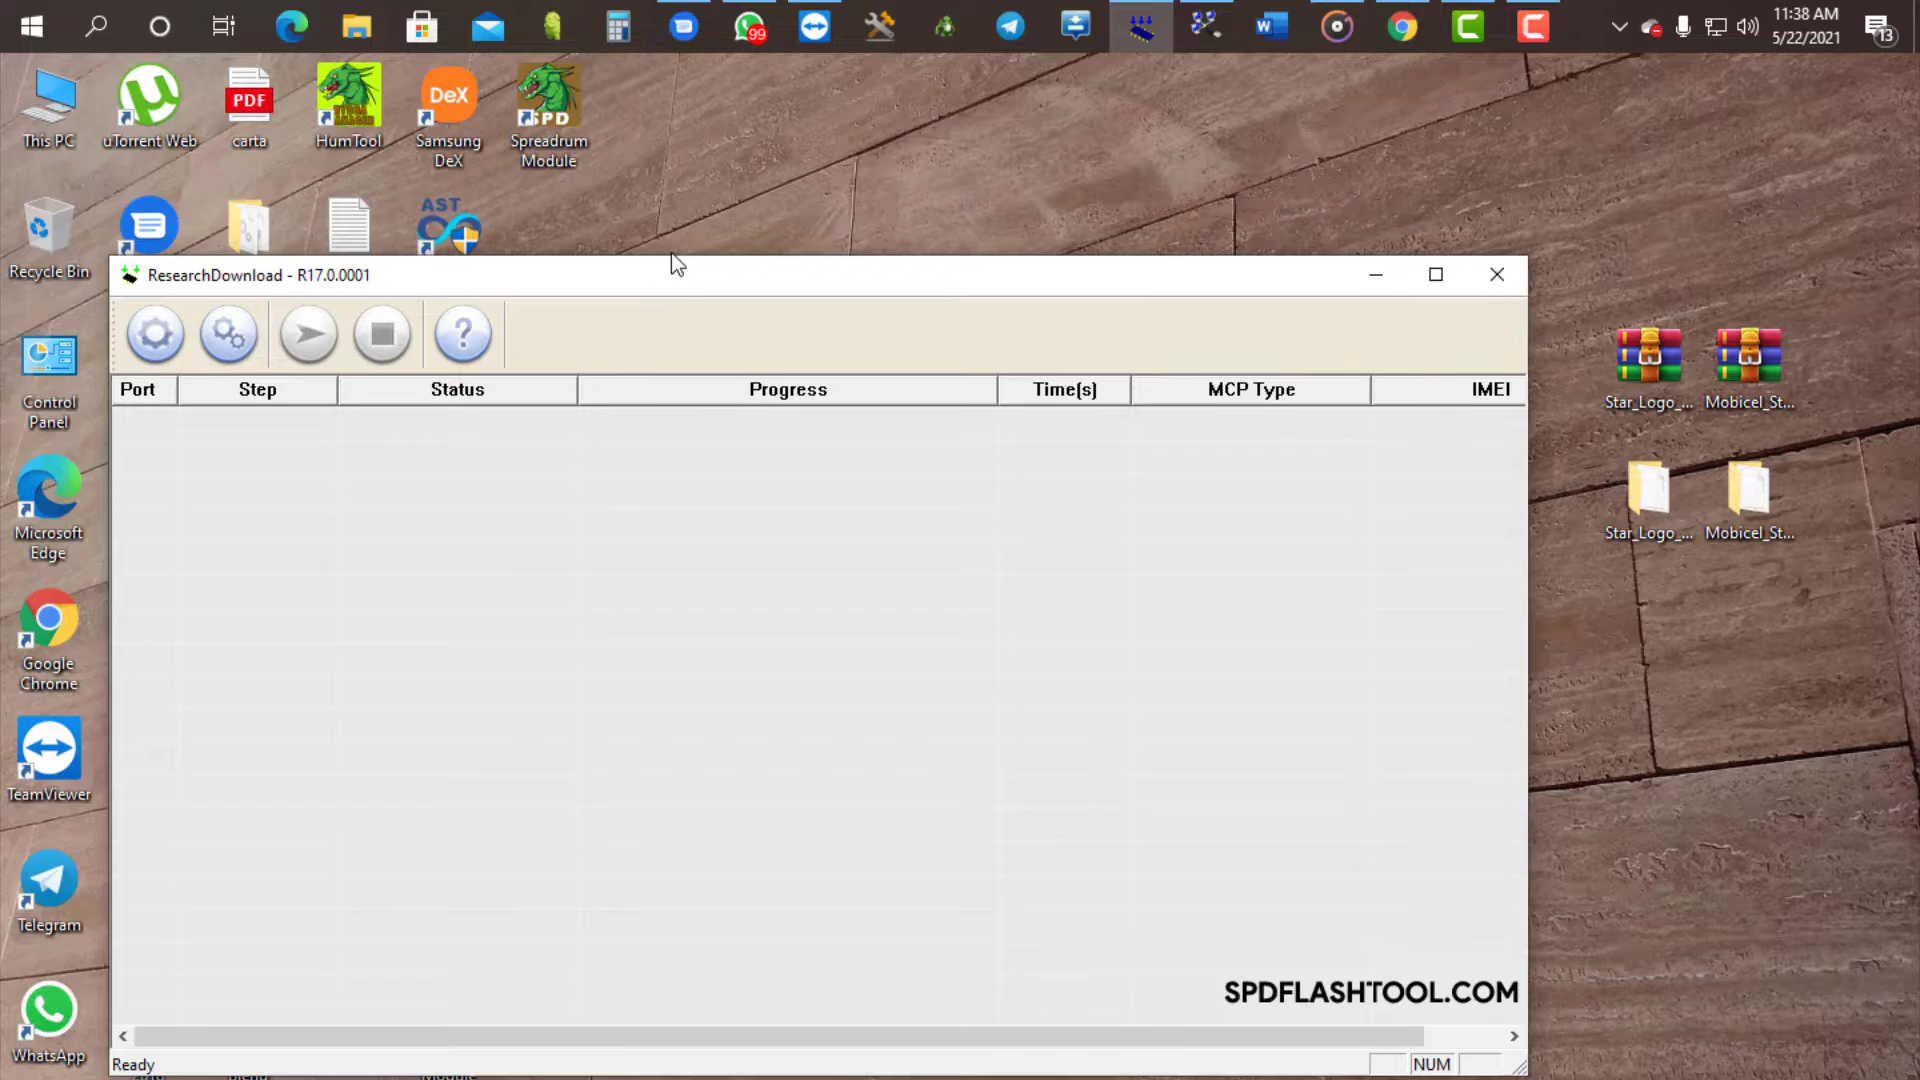 11:38 AM
5/22/2021
99
13
This PC
uTorrent Web
PDF
carta
HumTool
DeX
Samsung
DeX
SPD
Spreadrum
Module
Recycle Bin
AST
Control
Panel
Microsoft
Edge
Google
Chrome
TeamViewer
Telegram
WhatsApp
ResearchDownload - R17.0.0001
Port
Step
Status
Progress
Time(s)
MCP Type
IMEI
SPDFLASHTOOL.COM
Ready
NUM
Star_Logo_...
Mobicel_St...
Star_Logo_...
Mobicel_St...